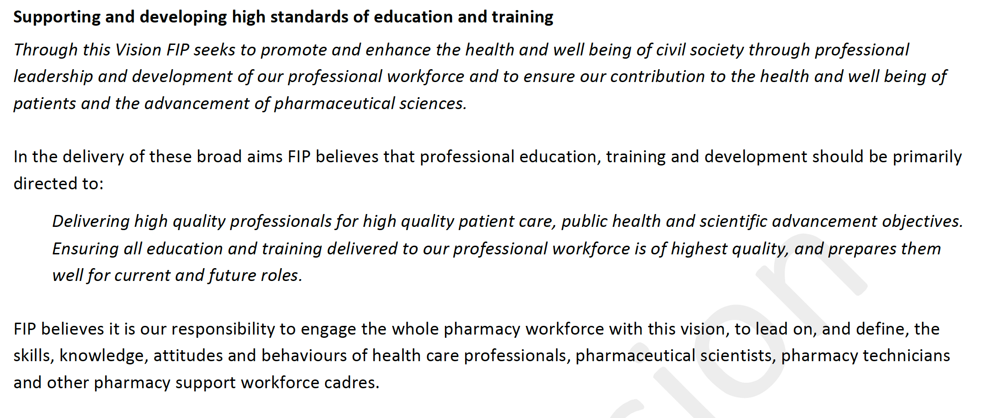 Supporting and developing high standards of education and training
Through this Vision FIP seeks to promote and enhance the health and well being of civil society through professional
leadership and development of our professional workforce and to ensure our contribution to the health and well being of
patients and the advancement of pharmaceutical sciences.
In the delivery of these broad aims FIP believes that professional education, training and development should be primarily
directed to:
Delivering high quality professionals for high quality patient care, public health and scientific advancement objectives.
Ensuring all education and training delivered to our professional workforce is of highest quality, and prepares them
well for current and future roles.
FIP believes it is our responsibility to engage the whole pharmacy workforce with this vision, to lead on, and define, the
skills, knowledge, attitudes and behaviours of health care professionals, pharmaceutical scientists, pharmacy technicians
and other pharmacy support workforce cadres.